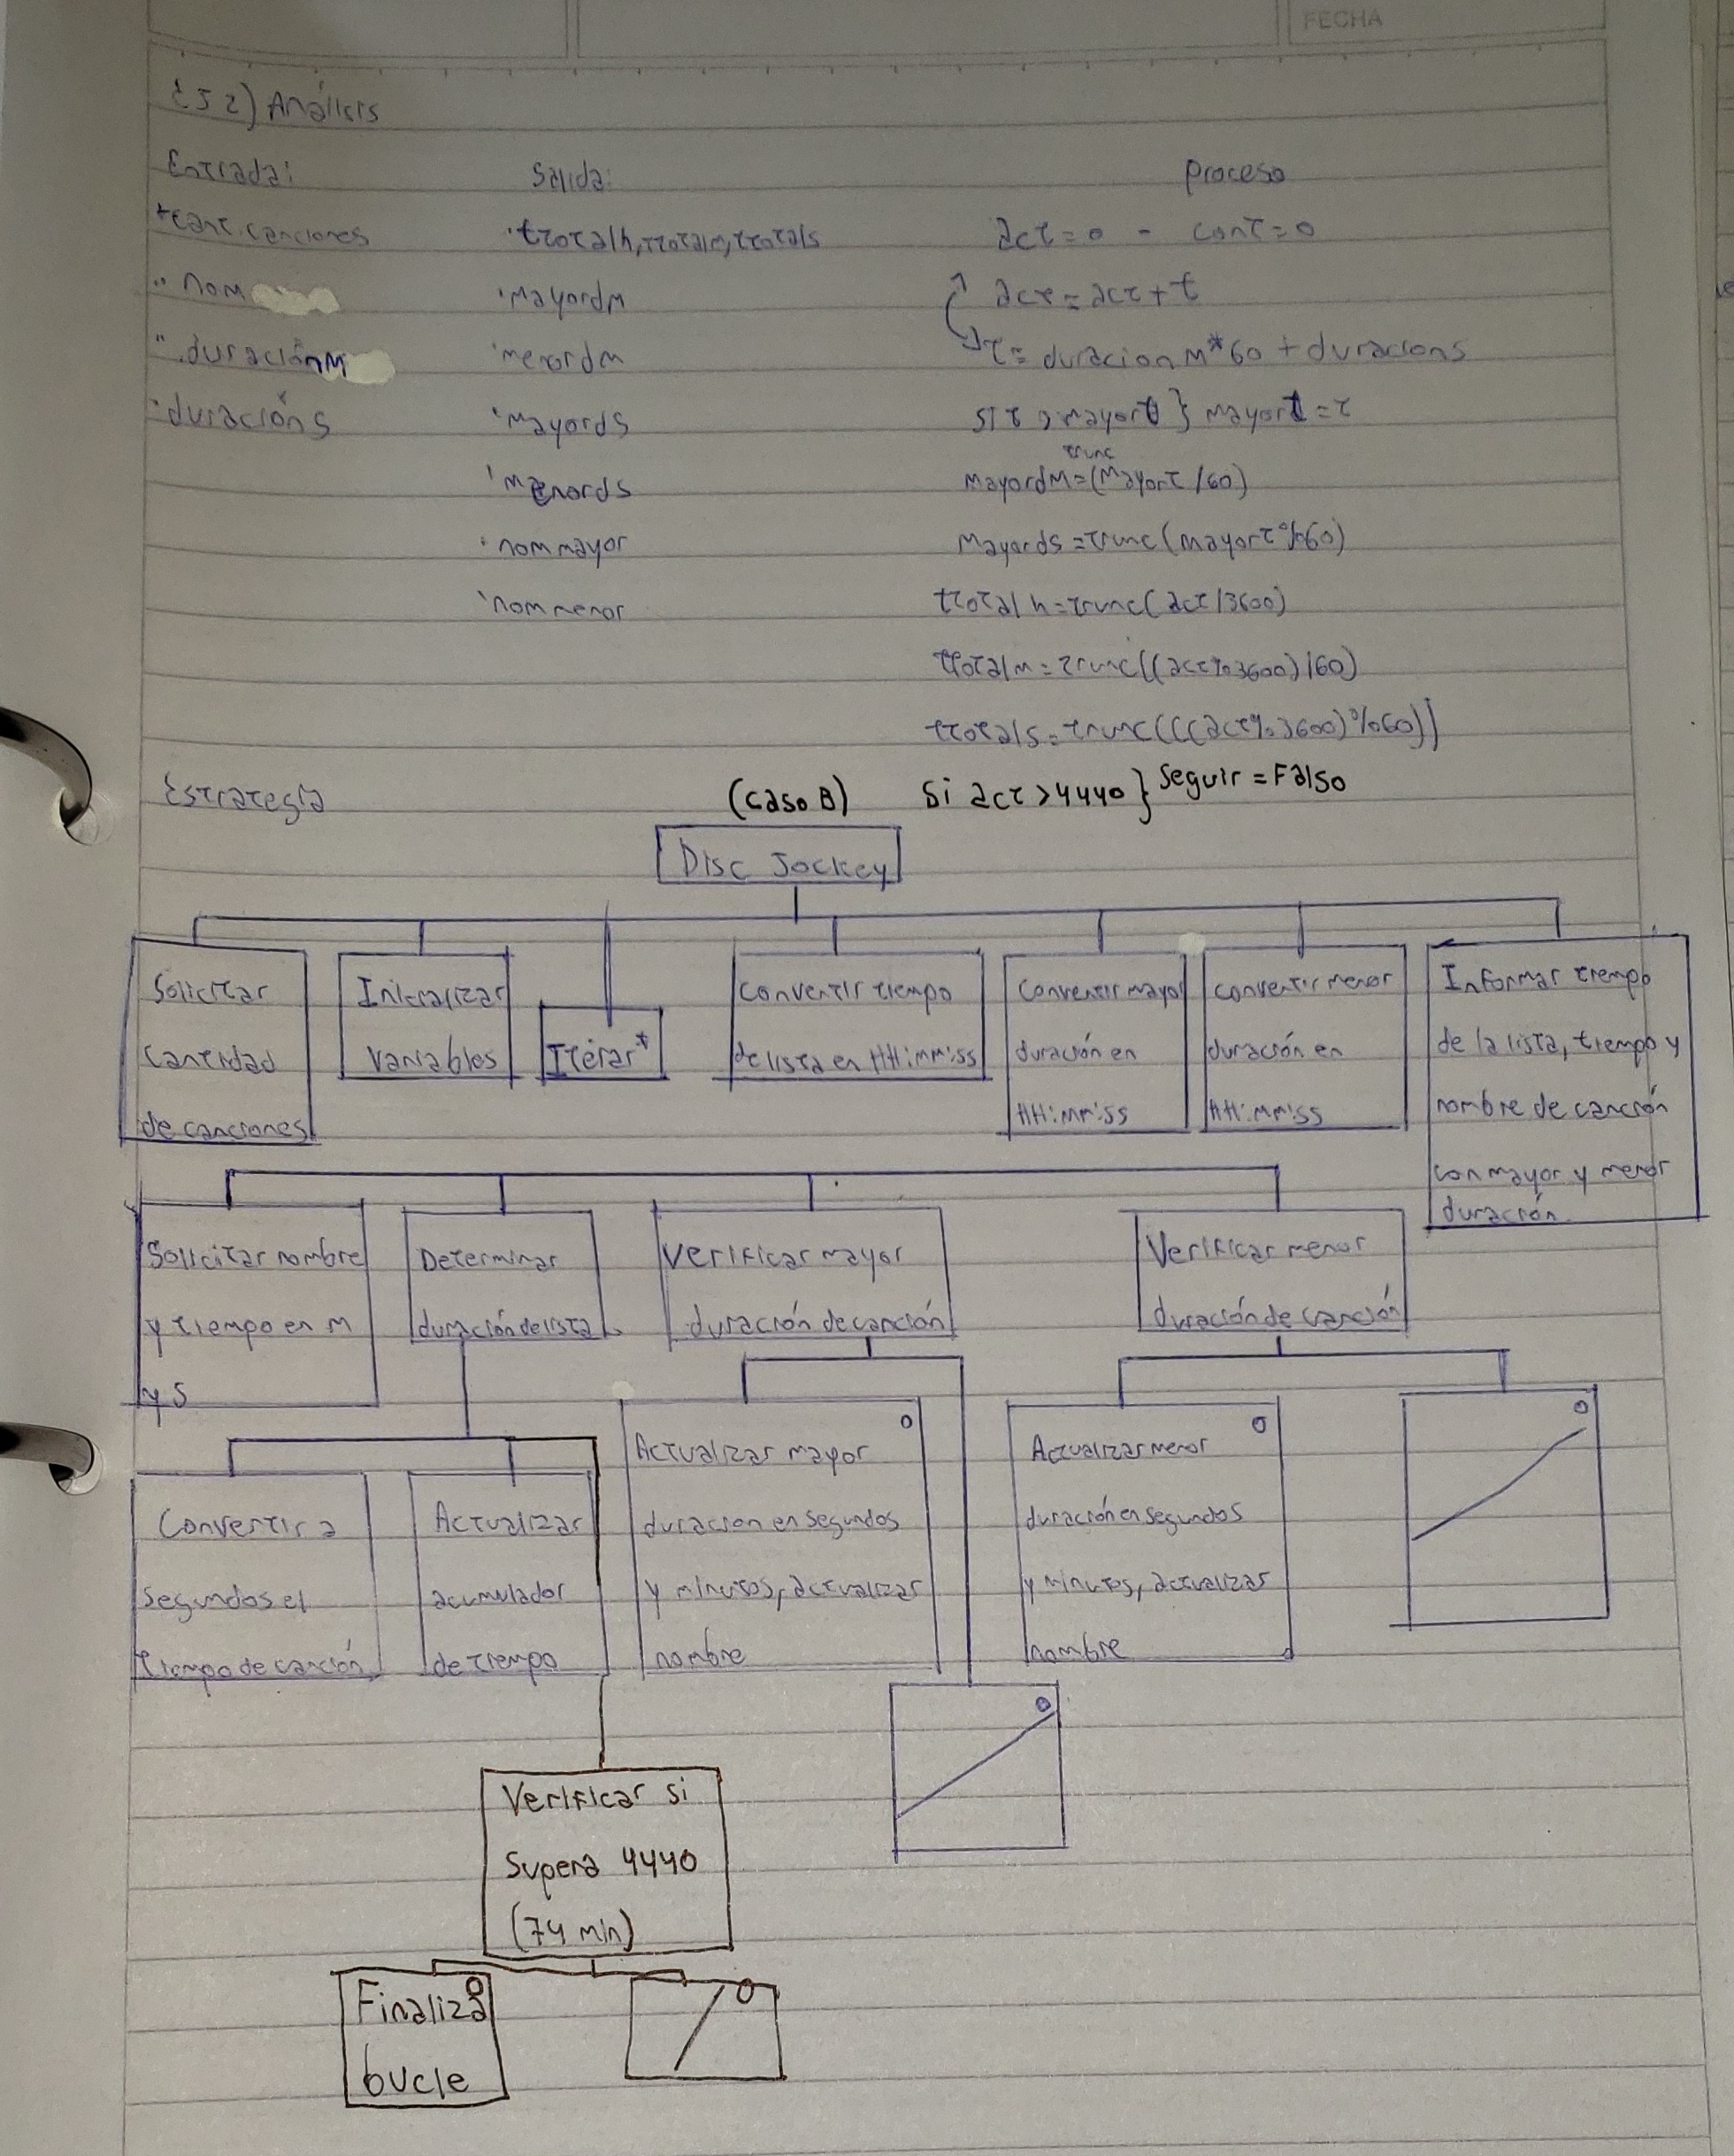 FECHA
EJ 2) Análisis
Entrada: Salida: proceso
cant.canciones ttotalh, ttotalm, ttotals act=0 - cont=0
nom mayordm act=act+t
duraciónM menordm t= duracion M*60 + duracions
duraciónS mayords si t > mayort } mayort=t
trunc
menords mayordM=(mayort/60)
nommayor Mayords=trunc(mayort%60)
nommenor ttotal h=trunc(act/3600)
ttotalm=trunc((act%3600)/60)
ttotals=trunc(((act%3600)%60))
Estrategia (caso B) Si act>4440} Seguir = Falso
Disc Jockey
Solicitar
cantidad
de canciones
Inicializar
variables
Iterar*
convertir tiempo
de lista en HH:mm:ss
convertir mayor
duración en
HH:mm:ss
convertir menor
duración en
HH:mm:ss
Informar tiempo
de la lista, tiempo y
nombre de canción
con mayor y menor
duración.
Solicitar nombre
y tiempo en M
y S
Determinar
duración de lista
Verificar mayor
duración de canción
Verificar menor
duración de canción
Convertir a
segundos el
tiempo de canción
Actualizar
acumulador
de tiempo
Actualizar mayor
duracion en segundos
y minutos, actualizar
nombre
Actualizar menor
duración en segundos
y minutos, actualizar
nombre
Verificar si
Supera 4440
(74 min)
Finaliza
bucle